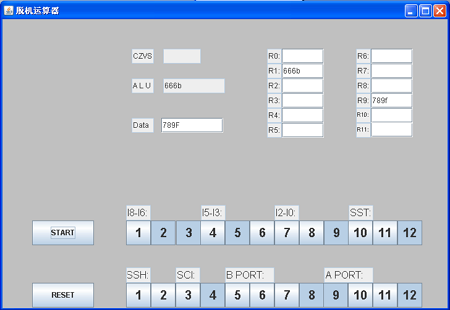 脱机运算器
CZVS
R0:
R6:
R1: 666b
R7:
A L U 666b
R2:
R8:
R3:
R9: 789f
R4:
R10:
Data 789F
R5:
R11:
I8-I6: I5-I3: I2-I0: SST:
START 1 2 3 4 5 6 7 8 9 10 11 12
SSH: SCI: B PORT: A PORT:
RESET 1 2 3 4 5 6 7 8 9 10 11 12